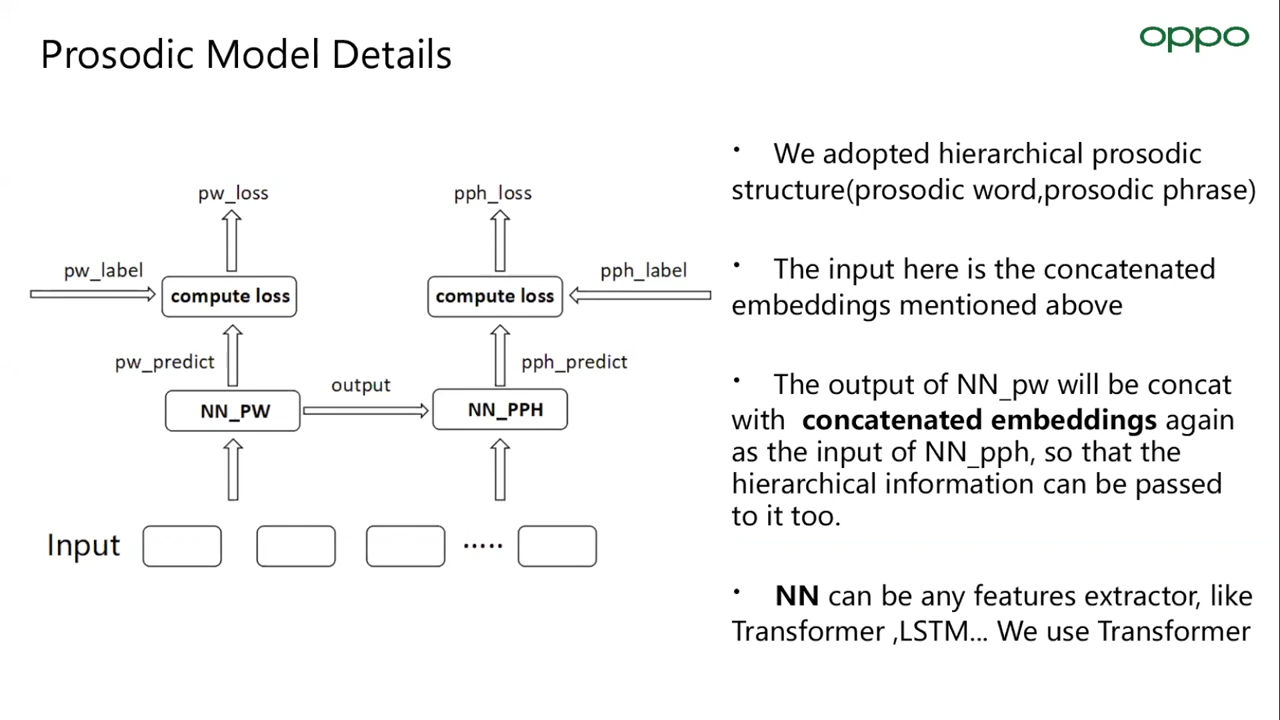 Prosodic Model Details
oppo
pw_loss
pph_loss
pw_label
pph_label
compute loss
compute loss
pw_predict
pph_predict
output
NN_PW
NN_PPH
Input
.....
• We adopted hierarchical prosodic
structure(prosodic word,prosodic phrase)
• The input here is the concatenated
embeddings mentioned above
• The output of NN_pw will be concat
with concatenated embeddings again
as the input of NN_pph, so that the
hierarchical information can be passed
to it too.
• NN can be any features extractor, like
Transformer ,LSTM... We use Transformer